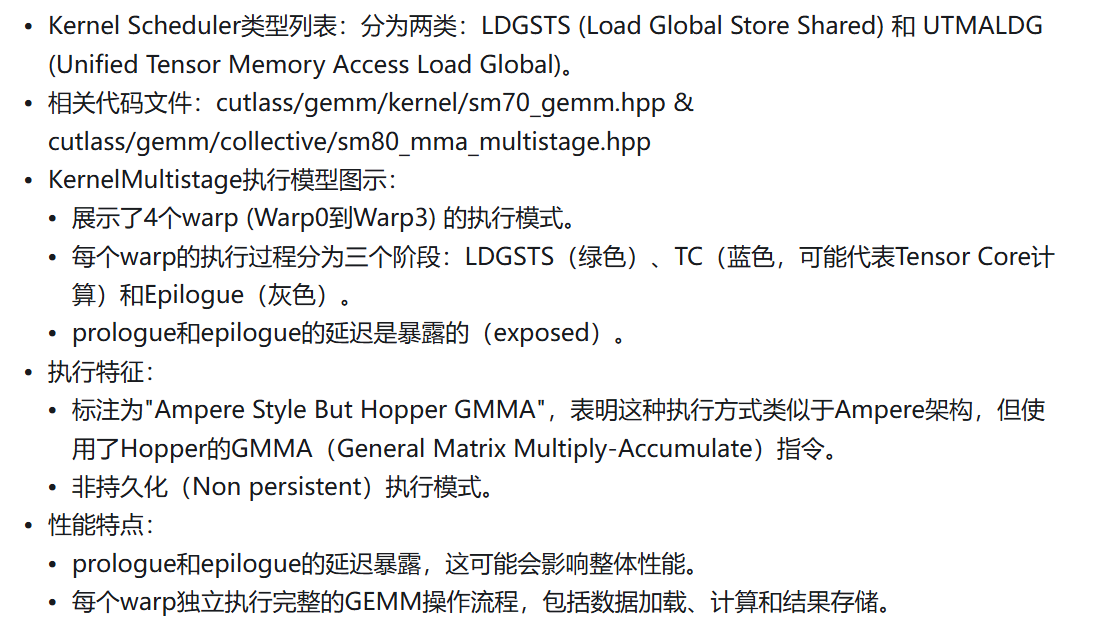 • Kernel Scheduler类型列表：分为两类：LDGSTS (Load Global Store Shared) 和 UTMALDG
(Unified Tensor Memory Access Load Global)。
• 相关代码文件：cutlass/gemm/kernel/sm70_gemm.hpp &
cutlass/gemm/collective/sm80_mma_multistage.hpp
• KernelMultistage执行模型图示：
• 展示了4个warp (Warp0到Warp3) 的执行模式。
• 每个warp的执行过程分为三个阶段：LDGSTS（绿色）、TC（蓝色，可能代表Tensor Core计
算）和Epilogue（灰色）。
• prologue和epilogue的延迟是暴露的（exposed）。
• 执行特征：
• 标注为"Ampere Style But Hopper GMMA"，表明这种执行方式类似于Ampere架构，但使
用了Hopper的GMMA（General Matrix Multiply-Accumulate）指令。
• 非持久化（Non persistent）执行模式。
• 性能特点：
• prologue和epilogue的延迟暴露，这可能会影响整体性能。
• 每个warp独立执行完整的GEMM操作流程，包括数据加载、计算和结果存储。